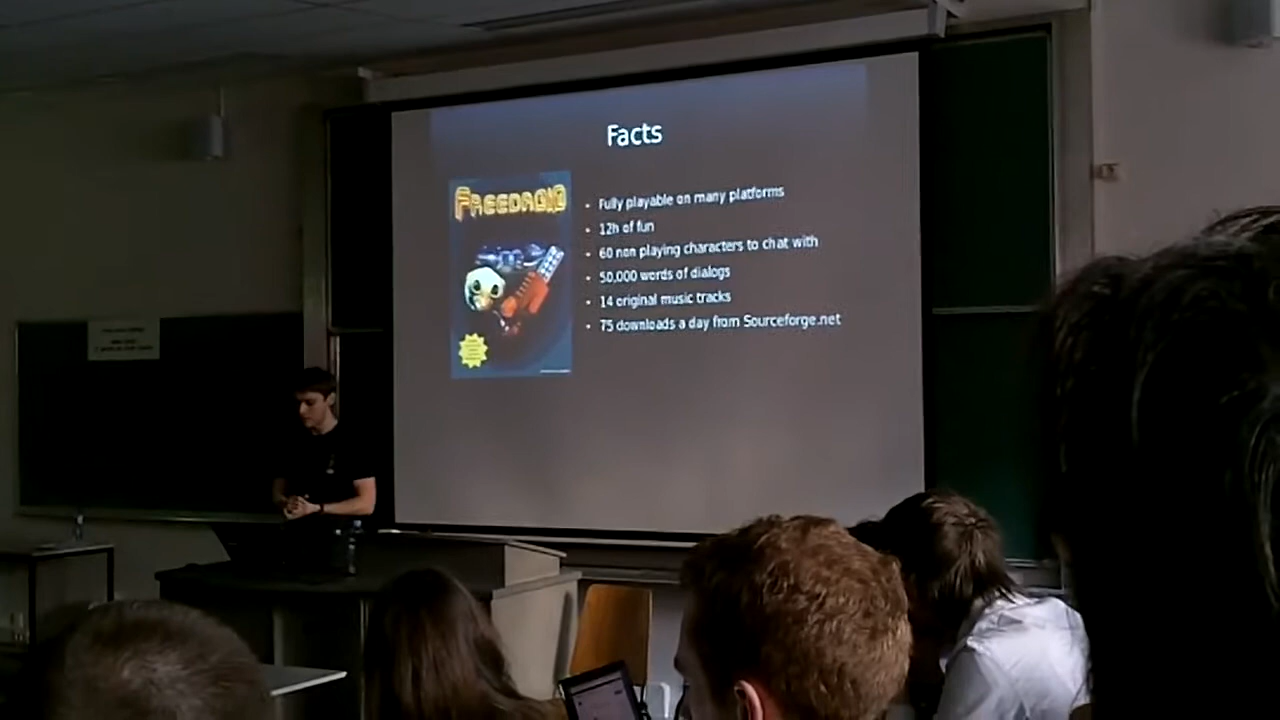 Facts
FREEDROID
Fully playable on many platforms
12h of fun
60 non playing characters to chat with
50,000 words of dialogs
14 original music tracks
75 downloads a day from Sourceforge.net